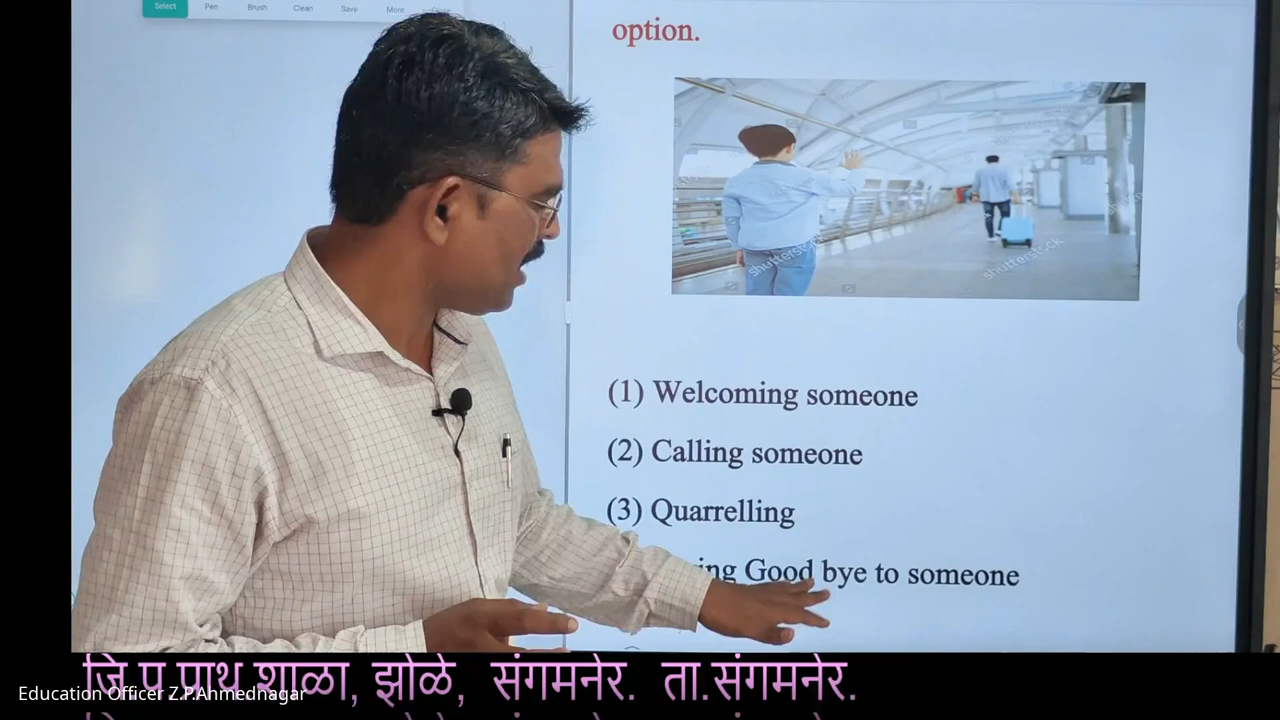 Select Pen Brush Clean Save More
option.
shutterstock
shutterstock
(1) Welcoming someone
(2) Calling someone
(3) Quarrelling
Good bye to someone
जि.प.प्राथ.शाळा, झोळे, संगमनेर. ता.संगमनेर.
Education Officer Z.P.Ahmednagar